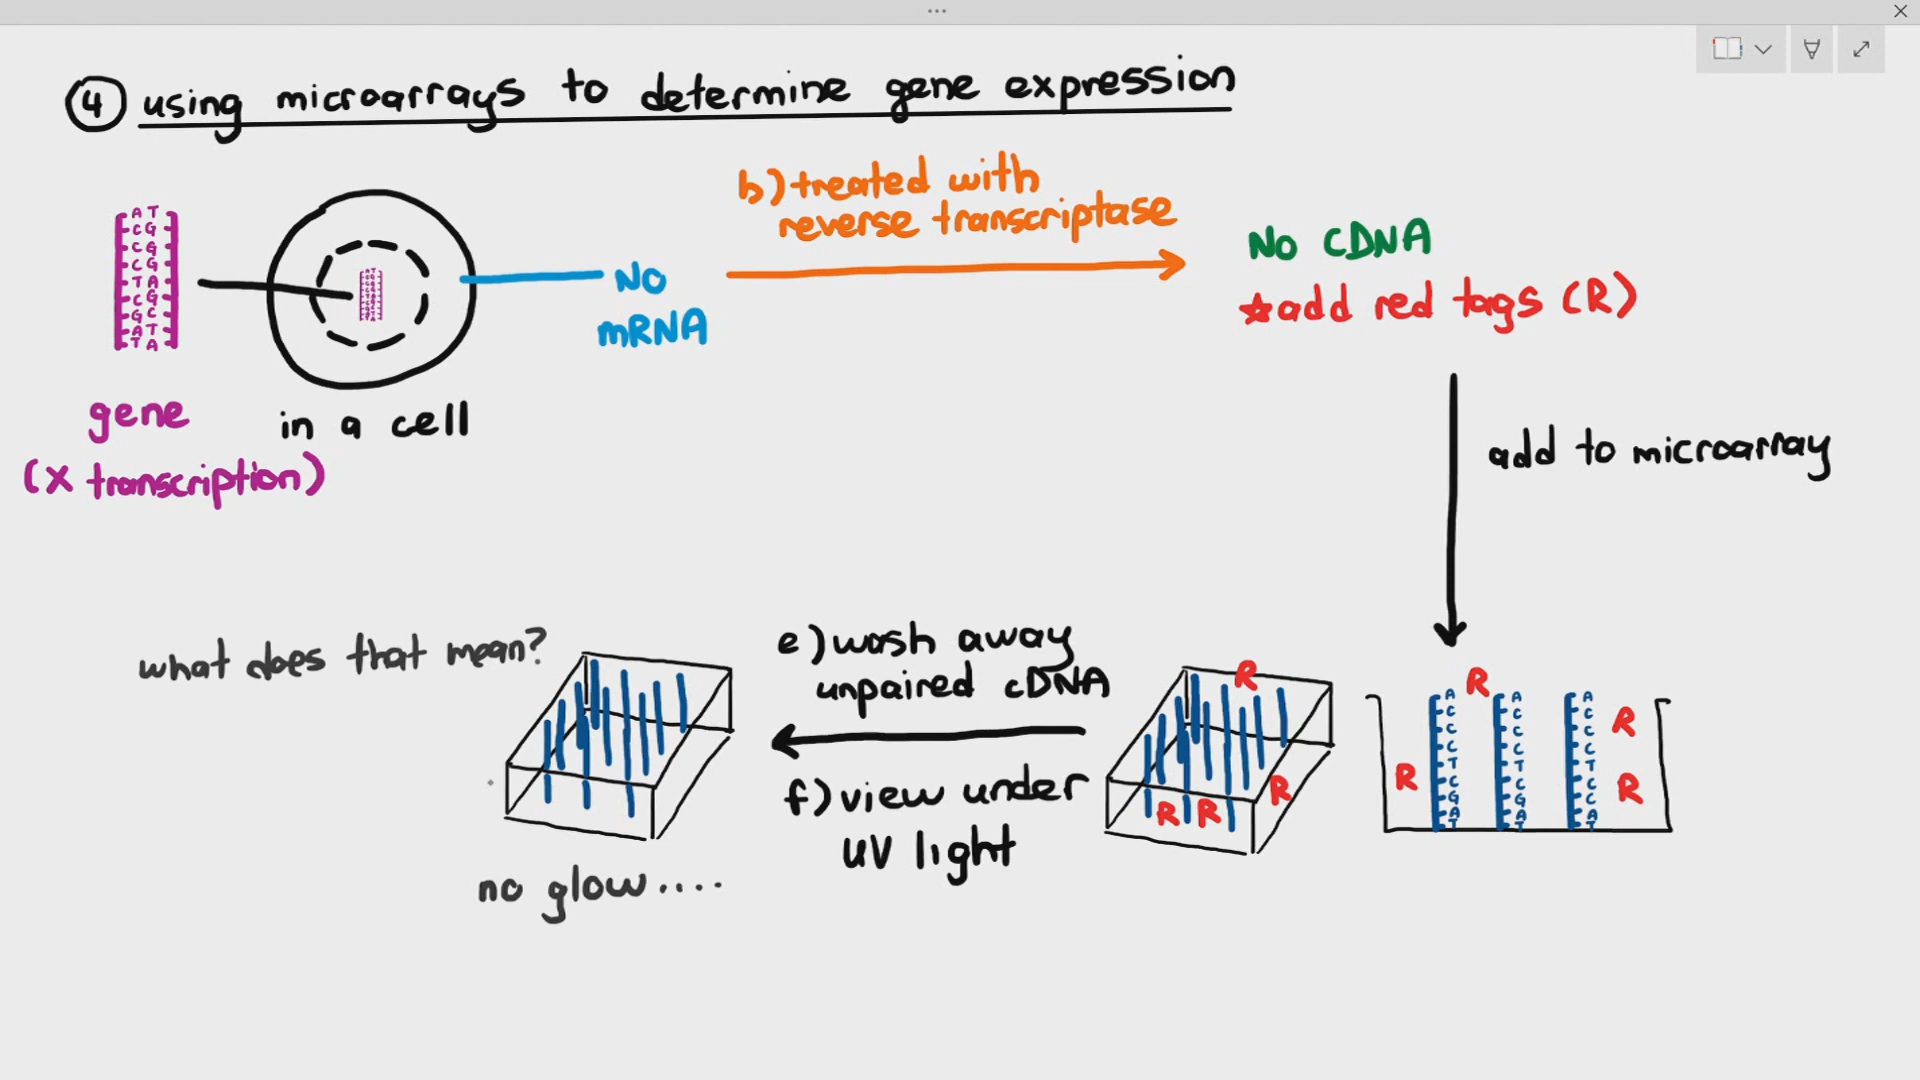 ④ using microarrays to determine gene expression
b) treated with
reverse transcriptase
A T
C G
C G
C G
T A
C G
G C
A T
T A
NO
mRNA
No CDNA
★add red tags (R)
gene
(X transcription)
in a cell
add to microarray
what does that mean?
e) wash away
unpaired cDNA
f) view under
UV light
no glow....
R
R R
R
R
R
R
R
A
C
C
C
T
C
G
A
T
A
C
C
C
T
C
G
A
T
A
C
C
C
T
C
G
A
T